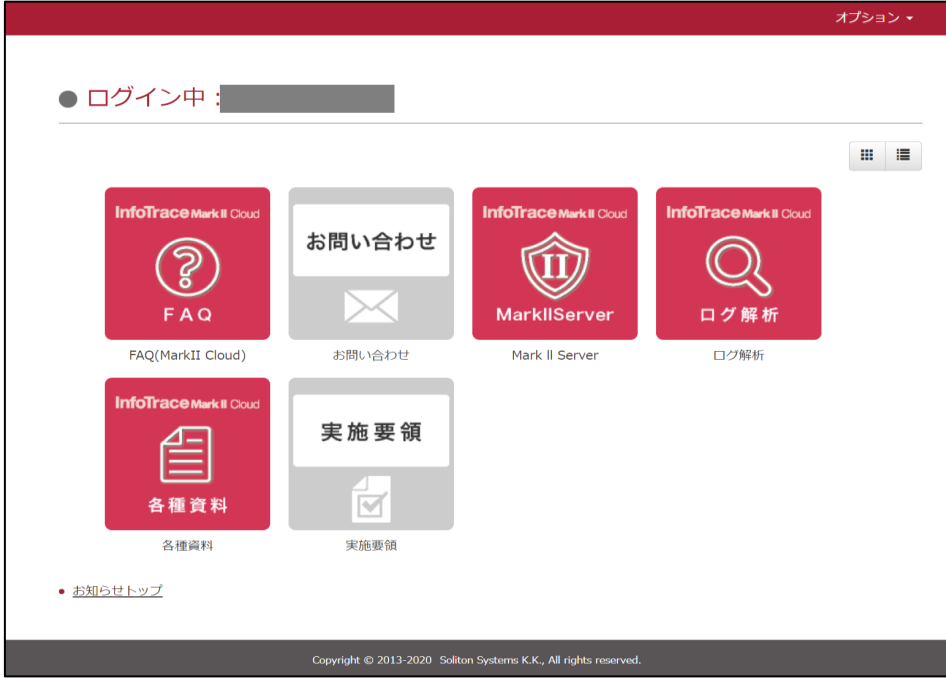 オプション
ログイン中 :
InfoTrace Mark II Cloud
FAQ
FAQ(MarkII Cloud)
お問い合わせ
お問い合わせ
InfoTrace Mark II Cloud
II
MarkIIServer
Mark II Server
InfoTrace Mark II Cloud
ログ解析
ログ解析
InfoTrace Mark II Cloud
各種資料
各種資料
実施要領
実施要領
お知らせトップ
Copyright © 2013-2020 Soliton Systems K.K., All rights reserved.